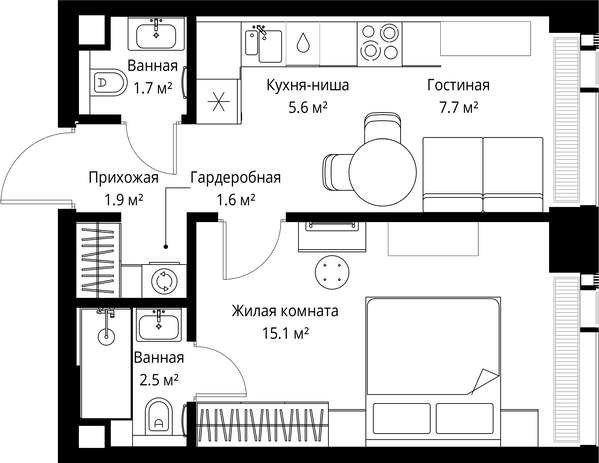 Ванная
1.7 м²
Кухня-ниша
5.6 м²
Гостиная
7.7 м²
Прихожая
1.9 м²
Гардеробная
1.6 м²
Жилая комната
15.1 м²
Ванная
2.5 м²